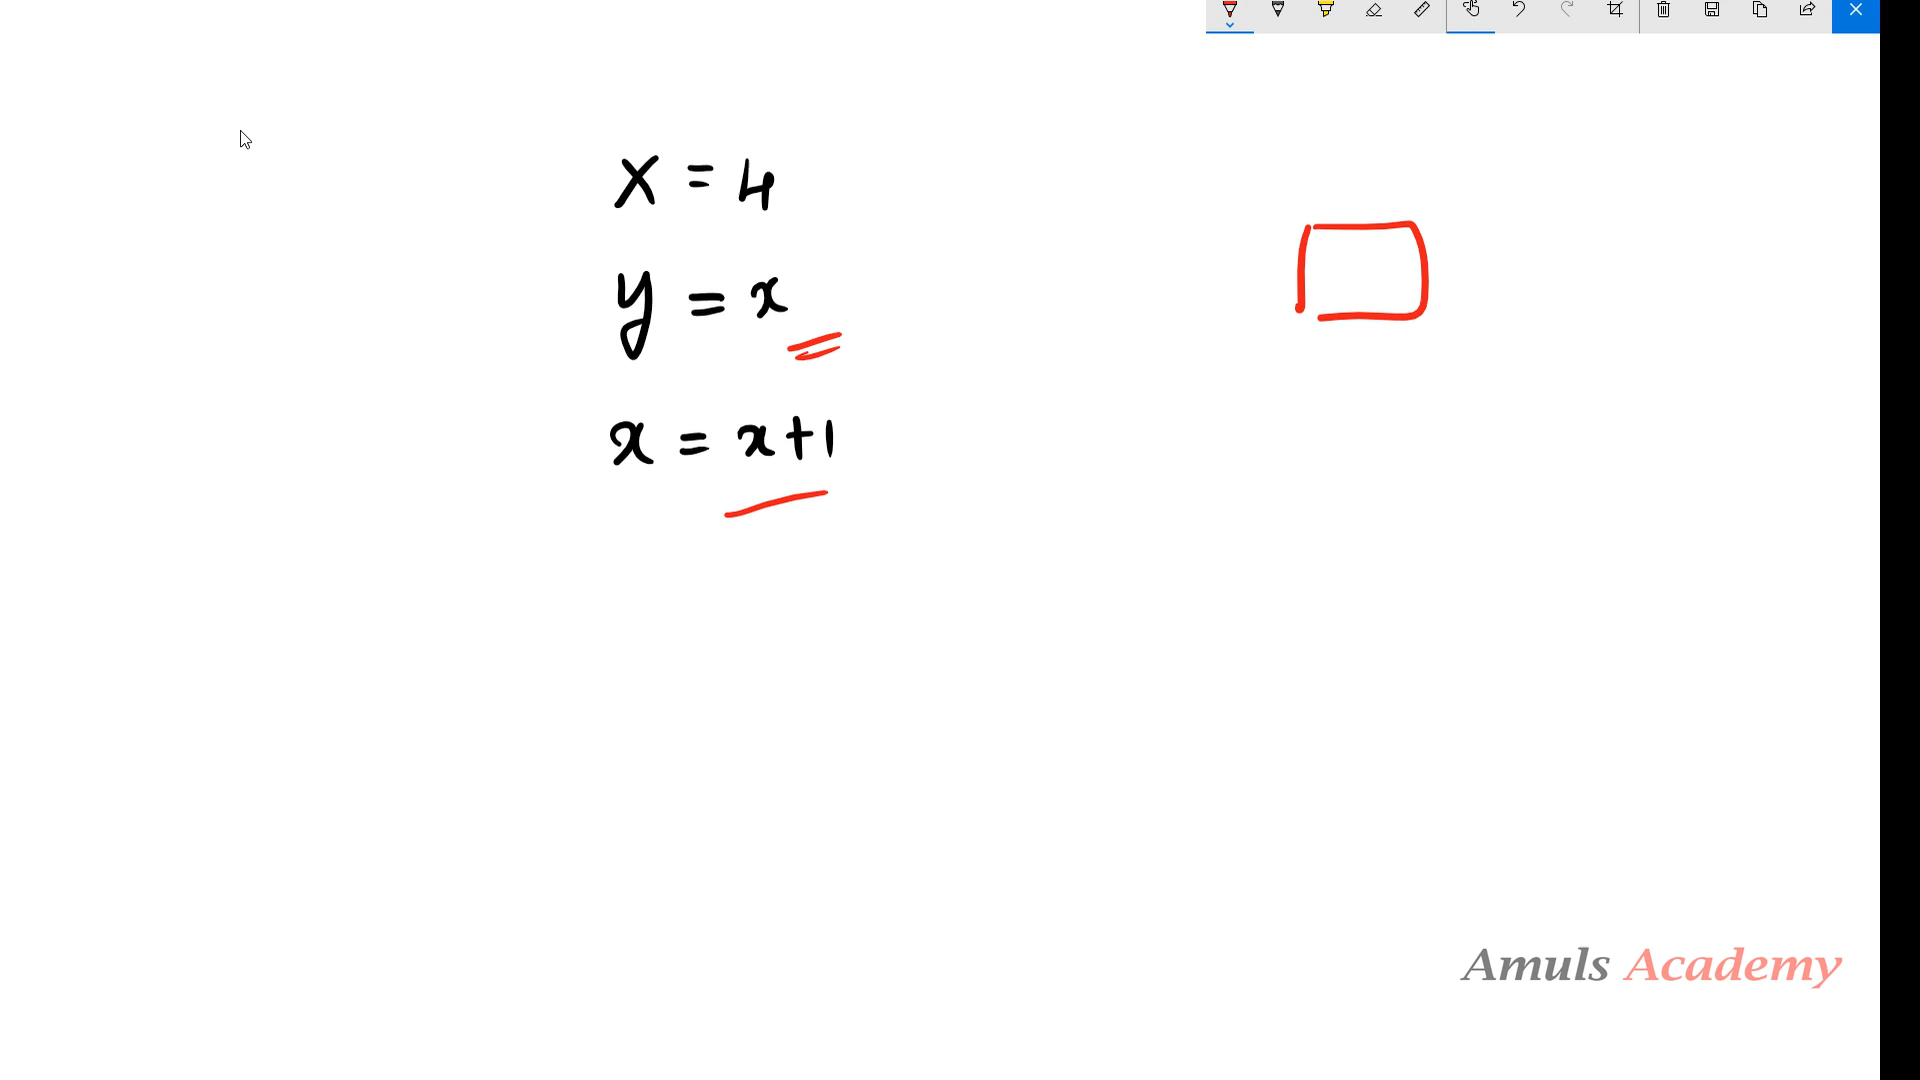 x = 4
y = x
x = x+1
Amuls Academy